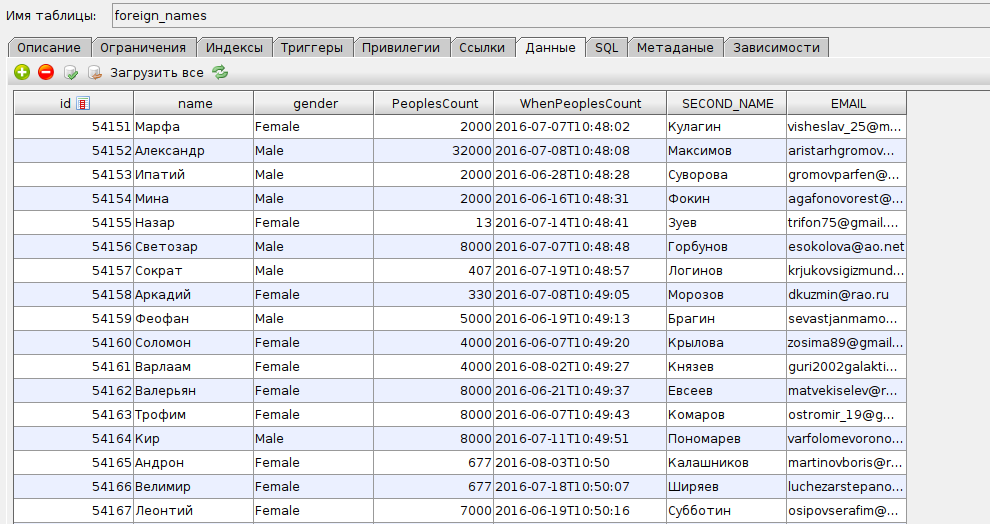 Имя таблицы: foreign_names
Описание Ограничения Индексы Триггеры Привилегии Ссылки Данные SQL Метаданые Зависимости
Загрузить все
id name gender PeoplesCount WhenPeoplesCount SECOND_NAME EMAIL
54151 Марфа Female 2000 2016-07-07T10:48:02 Кулагин visheslav_25@m...
54152 Александр Male 32000 2016-07-08T10:48:08 Максимов aristarhgromov...
54153 Ипатий Male 2000 2016-06-28T10:48:28 Суворова gromovparfen@...
54154 Мина Male 2000 2016-06-16T10:48:31 Фокин agafonovorest@...
54155 Назар Female 13 2016-07-14T10:48:41 Зуев trifon75@gmail....
54156 Светозар Male 8000 2016-07-07T10:48:48 Горбунов esokolova@ao.net
54157 Сократ Male 407 2016-07-19T10:48:57 Логинов krjukovsigizmund...
54158 Аркадий Female 330 2016-07-07T10:49:05 Морозов dkuzmin@rao.ru
54159 Феофан Male 5000 2016-06-19T10:49:13 Брагин sevastjanmamo...
54160 Соломон Female 4000 2016-06-07T10:49:20 Крылова zosima89@gmail...
54161 Варлаам Female 4000 2016-08-02T10:49:27 Князев guri2002galakti...
54162 Валерьян Female 8000 2016-06-21T10:49:37 Евсеев matvekiselev@r...
54163 Трофим Female 8000 2016-06-07T10:49:43 Комаров ostromir_19@g...
54164 Кир Male 8000 2016-07-11T10:49:51 Пономарев varfolomevorono...
54165 Андрон Female 677 2016-08-03T10:50 Калашников martinovboris@r...
54166 Велимир Female 677 2016-07-18T10:50:07 Ширяев luchezarstepano...
54167 Леонтий Female 7000 2016-06-19T10:50:16 Субботин osipovserafim@...